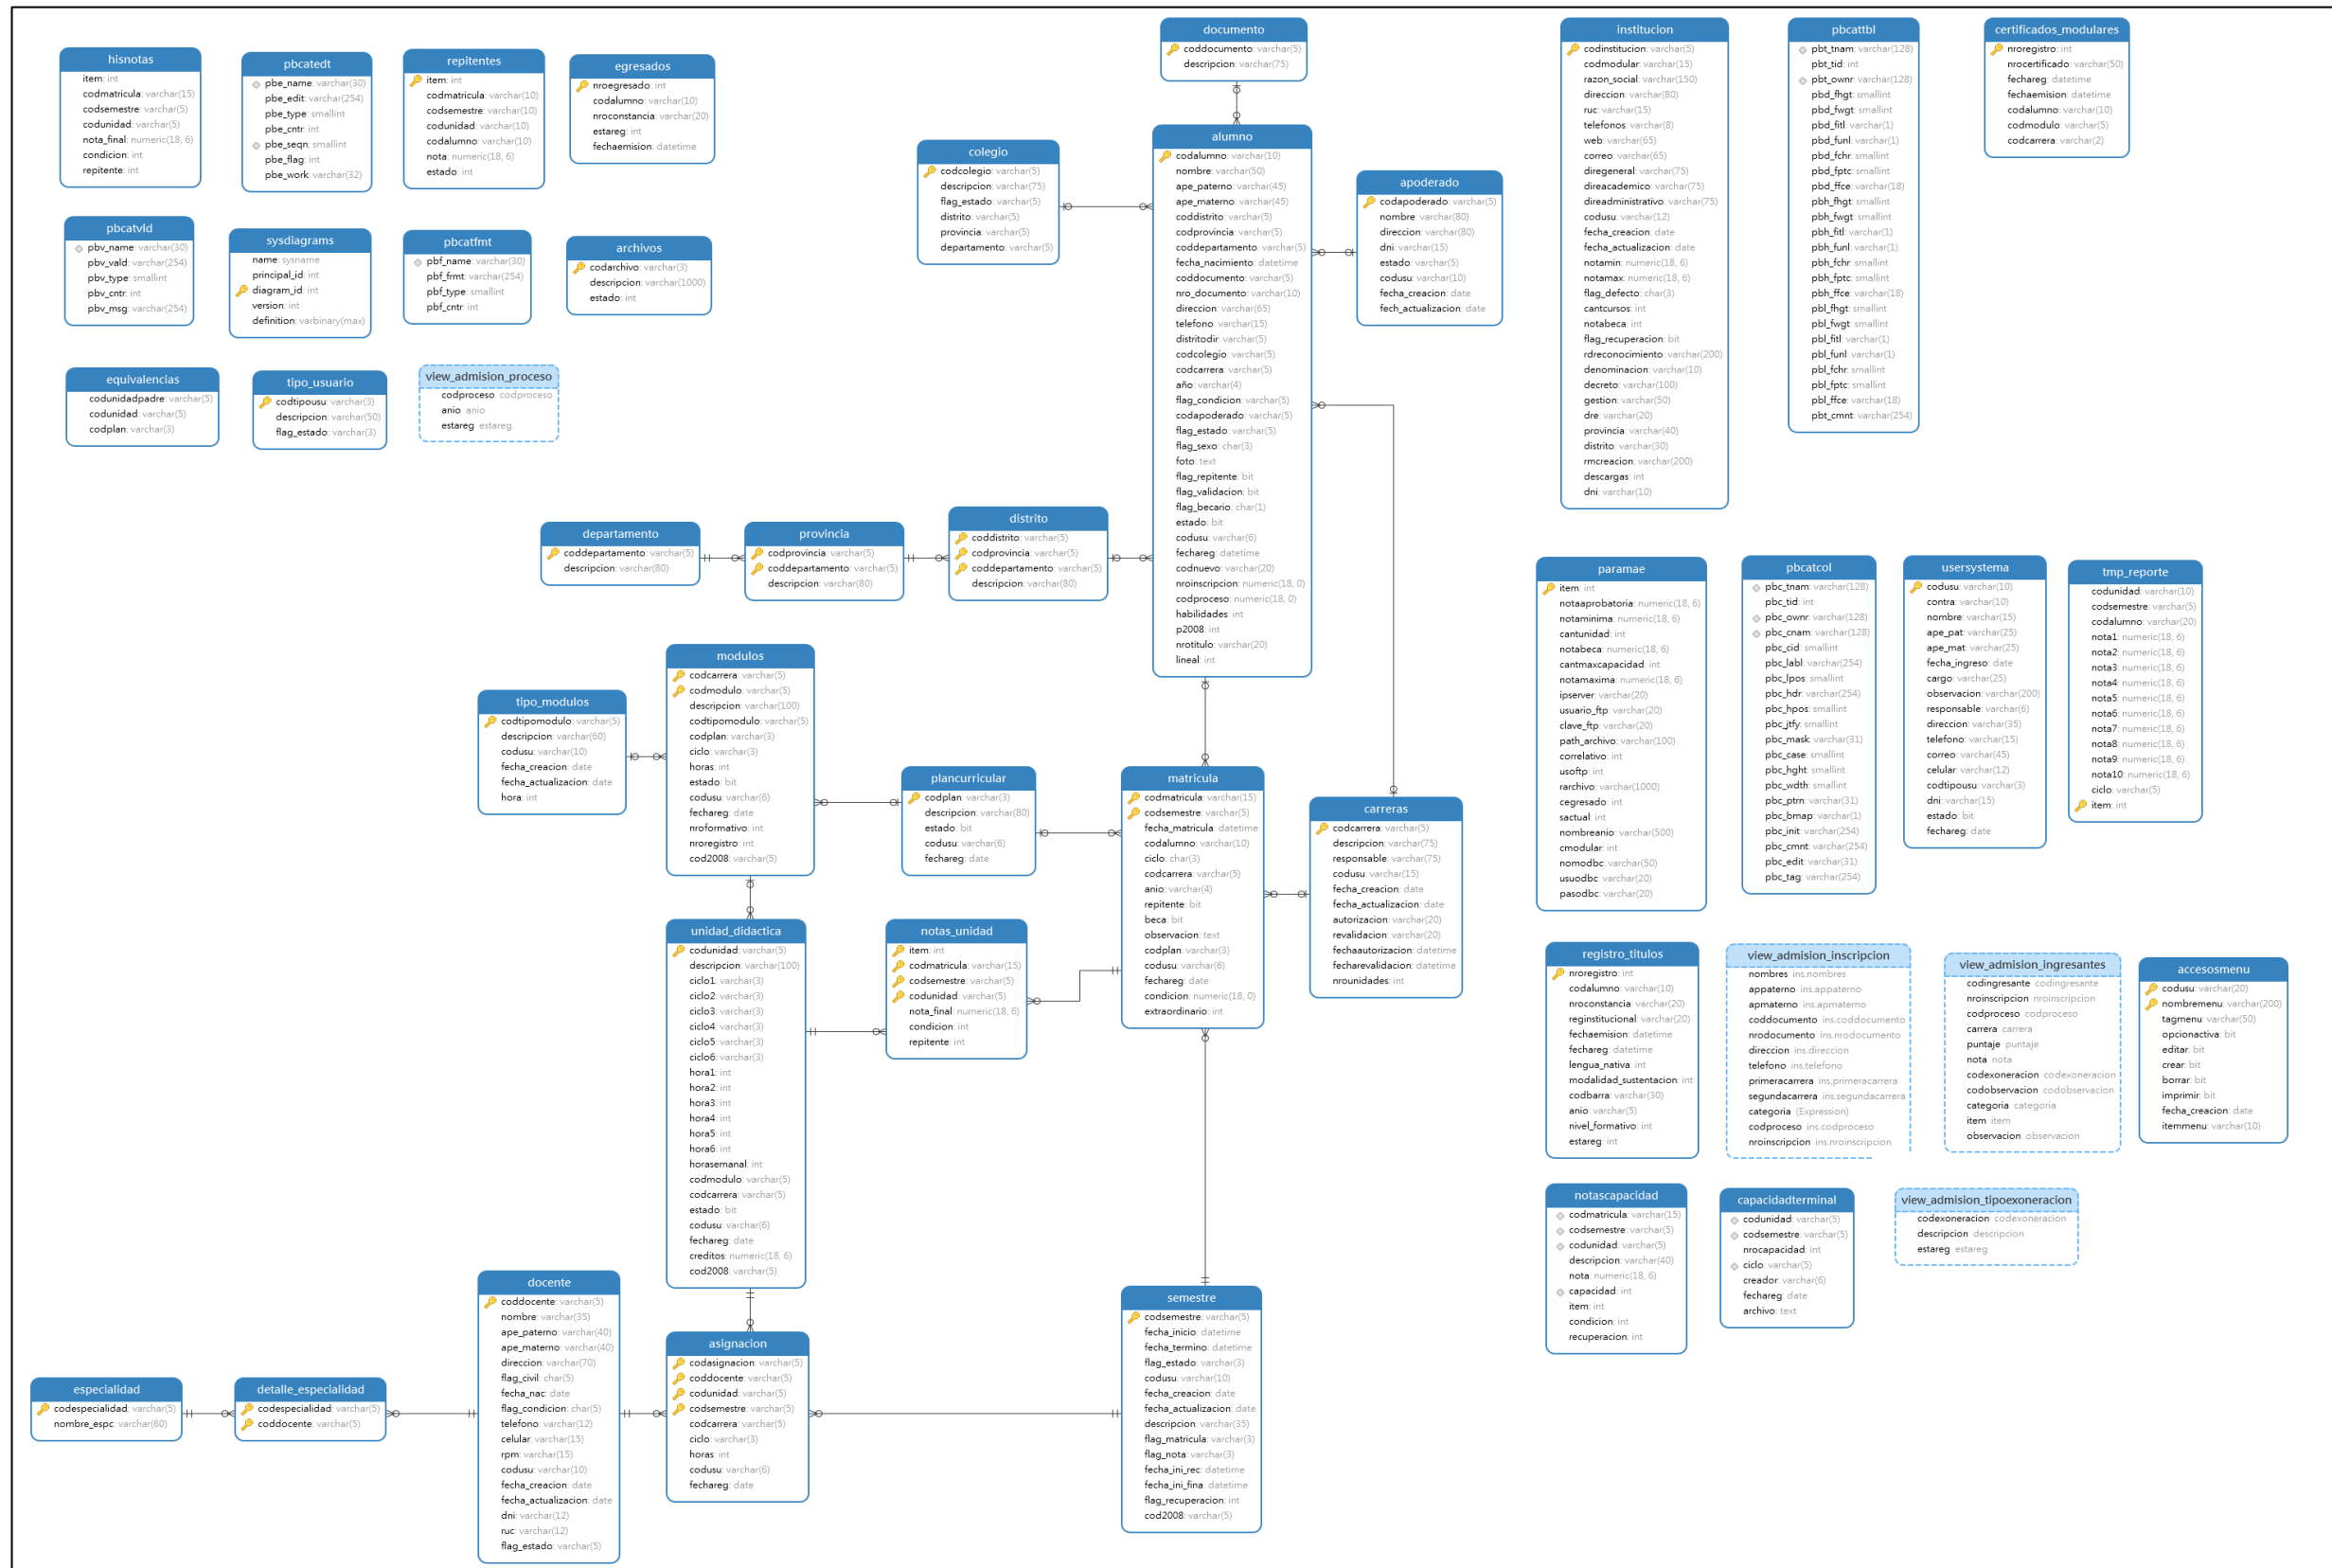 hisnotas
item: int
codmatricula: varchar(15)
codsemestre: varchar(5)
codunidad: varchar(5)
nota_final: numeric(18, 6)
condicion: int
repitente: int
pbcatedt
pbe_name: varchar(30)
pbe_edit: varchar(254)
pbe_type: smallint
pbe_cntr: int
pbe_seqn: smallint
pbe_flag: int
pbe_work: varchar(32)
repitentes
item: int
codmatricula: varchar(10)
codsemestre: varchar(10)
codunidad: varchar(10)
codalumno: varchar(10)
nota: numeric(18, 6)
estado: int
egresados
nroegresado: int
codalumno: varchar(10)
nroconstancia: varchar(20)
estareg: int
fechaemision: datetime
pbcatvld
pbv_name: varchar(30)
pbv_vald: varchar(254)
pbv_type: smallint
pbv_cntr: int
pbv_msg: varchar(254)
sysdiagrams
name: sysname
principal_id: int
diagram_id: int
version: int
definition: varbinary(max)
pbcatfmt
pbf_name: varchar(30)
pbf_frmt: varchar(254)
pbf_type: smallint
pbf_cntr: int
archivos
codarchivo: varchar(3)
descripcion: varchar(1000)
estado: int
equivalencias
codunidadpadre: varchar(5)
codunidad: varchar(5)
codplan: varchar(3)
tipo_usuario
codtipousu: varchar(3)
descripcion: varchar(50)
flag_estado: varchar(3)
view_admision_proceso
codproceso codproceso
anio anio
estareg estareg
documento
coddocumento: varchar(5)
descripcion: varchar(75)
colegio
codcolegio: varchar(5)
descripcion: varchar(75)
flag_estado: varchar(5)
distrito: varchar(5)
provincia: varchar(5)
departamento: varchar(5)
alumno
codalumno: varchar(10)
nombre: varchar(50)
ape_paterno: varchar(45)
ape_materno: varchar(45)
coddistrito: varchar(5)
codprovincia: varchar(5)
coddepartamento: varchar(5)
fecha_nacimiento: datetime
coddocumento: varchar(5)
nro_documento: varchar(10)
direccion: varchar(65)
telefono: varchar(15)
distritodir: varchar(5)
codcolegio: varchar(5)
codcarrera: varchar(5)
año: varchar(4)
flag_condicion: varchar(5)
codapoderado: varchar(5)
flag_estado: varchar(5)
flag_sexo: char(3)
foto: text
flag_repitente: bit
flag_validacion: bit
flag_becario: char(1)
estado: bit
codusu: varchar(6)
fechareg: datetime
codnuevo: varchar(20)
nroinscripcion: numeric(18, 0)
codproceso: numeric(18, 0)
habilidades: int
p2008: int
nrotitulo: varchar(20)
lineal: int
apoderado
codapoderado: varchar(5)
nombre: varchar(80)
direccion: varchar(80)
dni: varchar(15)
estado: varchar(5)
codusu: varchar(10)
fecha_creacion: date
fech_actualizacion: date
institucion
codinstitucion: varchar(5)
codmodular: varchar(15)
razon_social: varchar(150)
direccion: varchar(80)
ruc: varchar(15)
telefonos: varchar(8)
web: varchar(65)
correo: varchar(65)
diregeneral: varchar(75)
direacademico: varchar(75)
direadministrativo: varchar(75)
codusu: varchar(12)
fecha_creacion: date
fecha_actualizacion: date
notamin: numeric(18, 6)
notamax: numeric(18, 6)
flag_defecto: char(3)
cantcursos: int
notabeca: int
flag_recuperacion: bit
rdreconocimiento: varchar(200)
denominacion: varchar(10)
decreto: varchar(100)
gestion: varchar(50)
dre: varchar(20)
provincia: varchar(40)
distrito: varchar(30)
rmcreacion: varchar(200)
descargas: int
dni: varchar(10)
pbcattbl
pbt_tnam: varchar(128)
pbt_tid: int
pbt_ownr: varchar(128)
pbd_fhgt: smallint
pbd_fwgt: smallint
pbd_fitl: varchar(1)
pbd_funl: varchar(1)
pbd_fchr: smallint
pbd_fptc: smallint
pbd_ffce: varchar(18)
pbh_fhgt: smallint
pbh_fwgt: smallint
pbh_fitl: varchar(1)
pbh_funl: varchar(1)
pbh_fchr: smallint
pbh_fptc: smallint
pbh_ffce: varchar(18)
pbl_fhgt: smallint
pbl_fwgt: smallint
pbl_fitl: varchar(1)
pbl_funl: varchar(1)
pbl_fchr: smallint
pbl_fptc: smallint
pbl_ffce: varchar(18)
pbt_cmnt: varchar(254)
certificados_modulares
nroregistro: int
nrocertificado: varchar(50)
fechareg: datetime
fechaemision: datetime
codalumno: varchar(10)
codmodulo: varchar(5)
codcarrera: varchar(2)
departamento
coddepartamento: varchar(5)
descripcion: varchar(80)
provincia
codprovincia: varchar(5)
coddepartamento: varchar(5)
descripcion: varchar(80)
distrito
coddistrito: varchar(5)
codprovincia: varchar(5)
coddepartamento: varchar(5)
descripcion: varchar(80)
tipo_modulos
codtipomodulo: varchar(5)
descripcion: varchar(60)
codusu: varchar(10)
fecha_creacion: date
fecha_actualizacion: date
hora: int
modulos
codcarrera: varchar(5)
codmodulo: varchar(5)
descripcion: varchar(100)
codtipomodulo: varchar(5)
codplan: varchar(3)
ciclo: varchar(3)
horas: int
estado: bit
codusu: varchar(6)
fechareg: date
nroformativo: int
nroregistro: int
cod2008: varchar(5)
plancurricular
codplan: varchar(3)
descripcion: varchar(80)
estado: bit
codusu: varchar(6)
fechareg: date
matricula
codmatricula: varchar(15)
codsemestre: varchar(5)
fecha_matricula: datetime
codalumno: varchar(10)
ciclo: char(3)
codcarrera: varchar(5)
anio: varchar(4)
repitente: bit
beca: bit
observacion: text
codplan: varchar(3)
codusu: varchar(6)
fechareg: date
condicion: numeric(18, 0)
extraordinario: int
carreras
codcarrera: varchar(5)
descripcion: varchar(75)
responsable: varchar(75)
codusu: varchar(15)
fecha_creacion: date
fecha_actualizacion: date
autorizacion: varchar(20)
revalidacion: varchar(20)
fechaautorizacion: datetime
fecharevalidacion: datetime
nrounidades: int
paramae
item: int
notaaprobatoria: numeric(18, 6)
notaminima: numeric(18, 6)
cantunidad: int
notabeca: numeric(18, 6)
cantmaxcapacidad: int
notamaxima: numeric(18, 6)
ipserver: varchar(20)
usuario_ftp: varchar(20)
clave_ftp: varchar(20)
path_archivo: varchar(100)
correlativo: int
usoftp: int
rarchivo: varchar(1000)
cegresado: int
sactual: int
nombreanio: varchar(500)
cmodular: int
nomodbc: varchar(50)
usuodbc: varchar(20)
pasodbc: varchar(20)
pbcatcol
pbc_tnam: varchar(128)
pbc_tid: int
pbc_ownr: varchar(128)
pbc_cnam: varchar(128)
pbc_cid: smallint
pbc_labl: varchar(254)
pbc_lpos: smallint
pbc_hdr: varchar(254)
pbc_hpos: smallint
pbc_jtfy: smallint
pbc_mask: varchar(31)
pbc_case: smallint
pbc_hght: smallint
pbc_wdth: smallint
pbc_ptrn: varchar(31)
pbc_bmap: varchar(1)
pbc_init: varchar(254)
pbc_cmnt: varchar(254)
pbc_edit: varchar(31)
pbc_tag: varchar(254)
usersystema
codusu: varchar(10)
contra: varchar(10)
nombre: varchar(15)
ape_pat: varchar(25)
ape_mat: varchar(25)
fecha_ingreso: date
cargo: varchar(25)
observacion: varchar(200)
responsable: varchar(6)
direccion: varchar(35)
telefono: varchar(15)
correo: varchar(45)
celular: varchar(12)
codtipousu: varchar(3)
dni: varchar(15)
estado: bit
fechareg: date
tmp_reporte
codunidad: varchar(10)
codsemestre: varchar(5)
codalumno: varchar(20)
nota1: numeric(18, 6)
nota2: numeric(18, 6)
nota3: numeric(18, 6)
nota4: numeric(18, 6)
nota5: numeric(18, 6)
nota6: numeric(18, 6)
nota7: numeric(18, 6)
nota8: numeric(18, 6)
nota9: numeric(18, 6)
nota10: numeric(18, 6)
ciclo: varchar(5)
item: int
unidad_didactica
codunidad: varchar(5)
descripcion: varchar(100)
ciclo1: varchar(3)
ciclo2: varchar(3)
ciclo3: varchar(3)
ciclo4: varchar(3)
ciclo5: varchar(3)
ciclo6: varchar(3)
hora1: int
hora2: int
hora3: int
hora4: int
hora5: int
hora6: int
horasemanal: int
codmodulo: varchar(5)
codcarrera: varchar(5)
estado: bit
codusu: varchar(6)
fechareg: date
creditos: numeric(18, 6)
cod2008: varchar(5)
notas_unidad
item: int
codmatricula: varchar(15)
codsemestre: varchar(5)
codunidad: varchar(5)
nota_final: numeric(18, 6)
condicion: int
repitente: int
registro_titulos
nroregistro: int
codalumno: varchar(10)
nroconstancia: varchar(20)
reginstitucional: varchar(20)
fechaemision: datetime
fechareg: datetime
lengua_nativa: int
modalidad_sustentacion: int
codbarra: varchar(30)
anio: varchar(5)
nivel_formativo: int
estareg: int
view_admision_inscripcion
nombres ins.nombres
appaterno ins.appaterno
apmaterno ins.apmaterno
coddocumento ins.coddocumento
nrodocumento ins.nrodocumento
direccion ins.direccion
telefono ins.telefono
primeracarrera ins.primeracarrera
segundacarrera ins.segundacarrera
categoria (Expression)
codproceso ins.codproceso
nroinscripcion ins.nroinscripcion
view_admision_ingresantes
codingresante codingresante
nroinscripcion nroinscripcion
codproceso codproceso
carrera carrera
puntaje puntaje
nota nota
codexoneracion codexoneracion
codobservacion codobservacion
categoria categoria
item item
observacion observacion
accesosmenu
codusu: varchar(20)
nombremenu: varchar(200)
tagmenu: varchar(50)
opcionactiva: bit
editar: bit
crear: bit
borrar: bit
imprimir: bit
fecha_creacion: date
itemmenu: varchar(10)
notascapacidad
codmatricula: varchar(15)
codsemestre: varchar(5)
codunidad: varchar(5)
descripcion: varchar(40)
nota: numeric(18, 6)
capacidad: int
item: int
condicion: int
recuperacion: int
capacidadterminal
codunidad: varchar(5)
codsemestre: varchar(5)
nrocapacidad: int
ciclo: varchar(5)
creador: varchar(6)
fechareg: date
archivo: text
view_admision_tipoexoneracion
codexoneracion codexoneracion
descripcion descripcion
estareg estareg
especialidad
codespecialidad: varchar(5)
nombre_espc: varchar(60)
detalle_especialidad
codespecialidad: varchar(5)
coddocente: varchar(5)
docente
coddocente: varchar(5)
nombre: varchar(35)
ape_paterno: varchar(40)
ape_materno: varchar(40)
direccion: varchar(70)
flag_civil: char(5)
fecha_nac: date
flag_condicion: char(5)
telefono: varchar(12)
celular: varchar(15)
rpm: varchar(15)
codusu: varchar(10)
fecha_creacion: date
fecha_actualizacion: date
dni: varchar(12)
ruc: varchar(12)
flag_estado: varchar(5)
asignacion
codasignacion: varchar(5)
coddocente: varchar(5)
codunidad: varchar(5)
codsemestre: varchar(5)
codcarrera: varchar(5)
ciclo: varchar(3)
horas: int
codusu: varchar(6)
fechareg: date
semestre
codsemestre: varchar(5)
fecha_inicio: datetime
fecha_termino: datetime
flag_estado: varchar(3)
codusu: varchar(10)
fecha_creacion: date
fecha_actualizacion: date
descripcion: varchar(35)
flag_matricula: varchar(3)
flag_nota: varchar(3)
fecha_ini_rec: datetime
fecha_ini_fina: datetime
flag_recuperacion: int
cod2008: varchar(5)